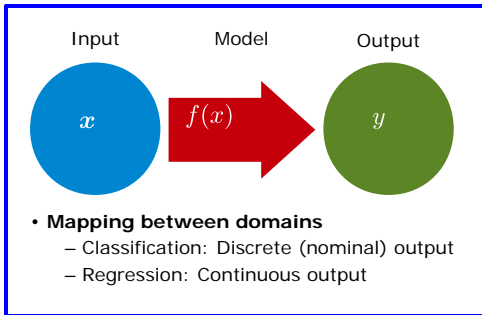 Input Model Output
x f(x) y
• Mapping between domains
– Classification: Discrete (nominal) output
– Regression: Continuous output